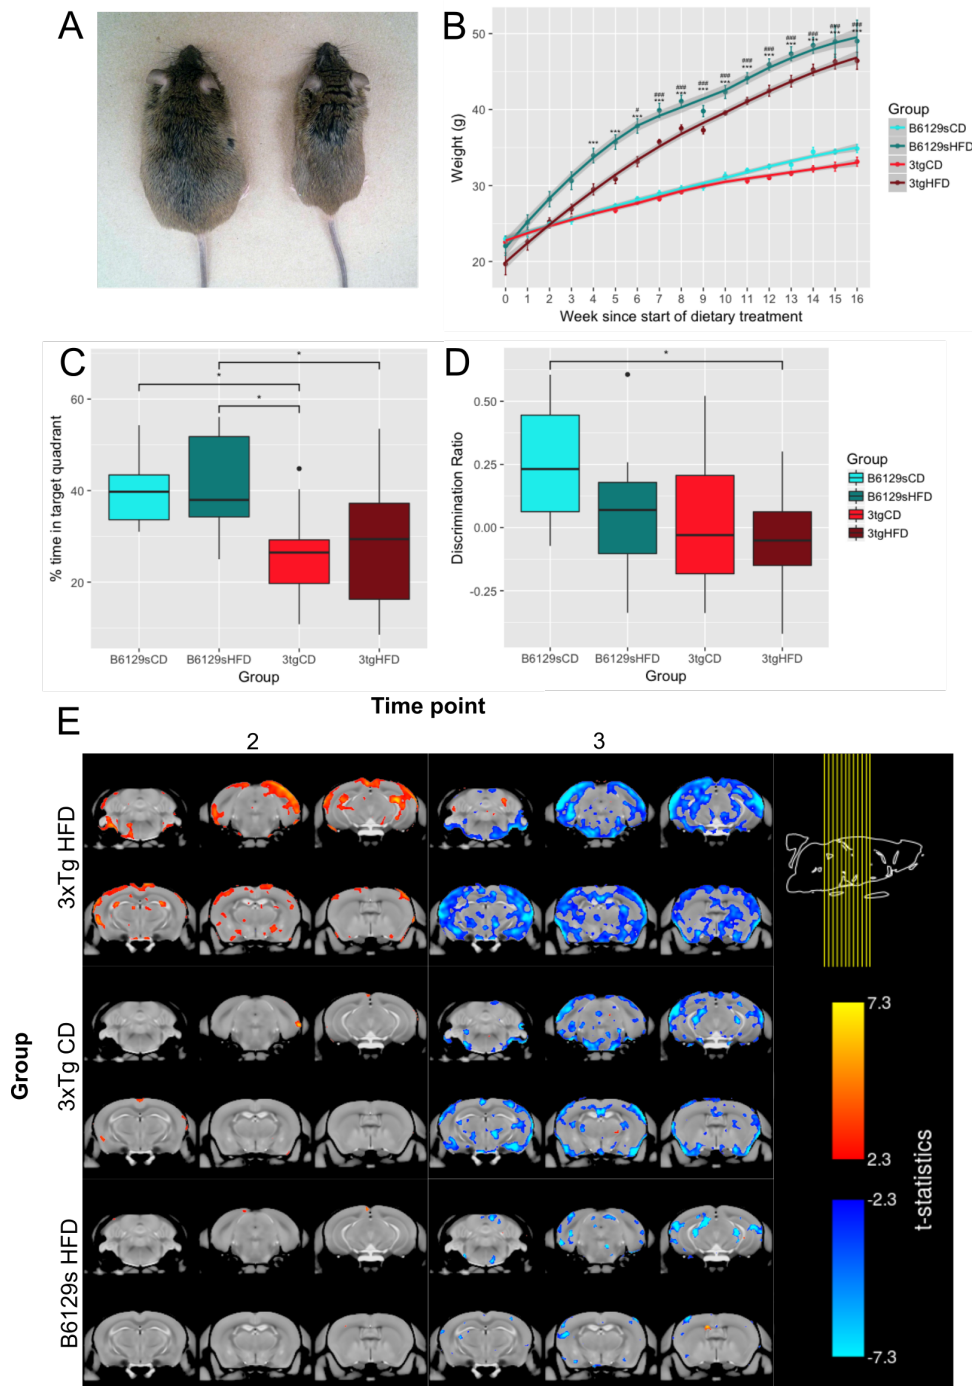 A
B
Weight (g)
50
40
30
20
###
***
###
***
###
***
###
***
###
***
###
***
###
***
###
***
###
***
###
***
#
***
***
***
0 1 2 3 4 5 6 7 8 9 10 11 12 13 14 15 16
Week since start of dietary treatment
Group
B6129sCD
B6129sHFD
3tgCD
3tgHFD
C
% time in target quadrant
60
40
20
*
*
*
B6129sCD B6129sHFD 3tgCD 3tgHFD
Group
D
Discrimination Ratio
0.50
0.25
0.00
-0.25
*
B6129sCD B6129sHFD 3tgCD 3tgHFD
Group
Group
B6129sCD
B6129sHFD
3tgCD
3tgHFD
E
Time point
2 3
Group
3xTg HFD
3xTg CD
B6129s HFD
7.3
2.3
-2.3
-7.3
t-statistics